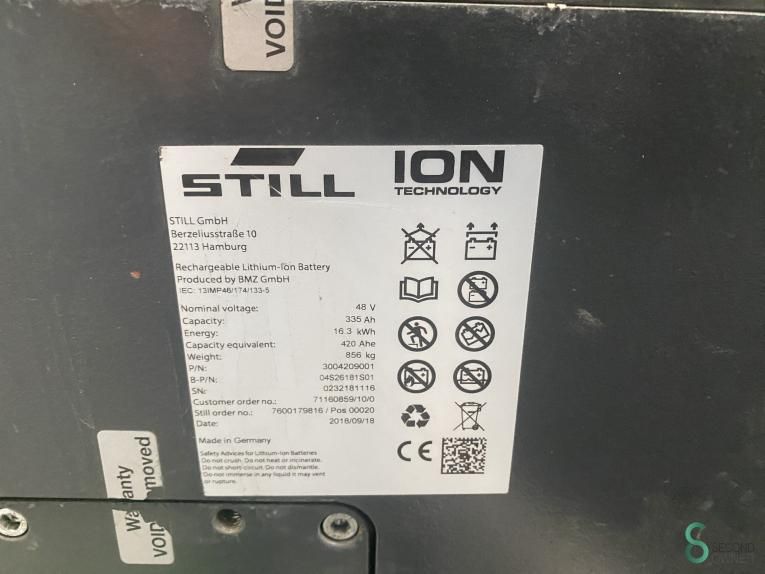 VOID
STILL
ION
TECHNOLOGY
STILL GmbH
Berzeliusstraße 10
22113 Hamburg
Rechargeable Lithium-Ion Battery
Produced by BMZ GmbH
IEC: 13IMP46/174/133-5
Nominal voltage: 48 V
Capacity: 335 Ah
Energy: 16.3 kWh
Capacity equivalent: 420 Ahe
Weight: 856 kg
P/N: 3004209001
B-P/N: 04S26181S01
SN: 0232181116
Customer order no.: 71160859/10/0
Still order no.: 7600179816 / Pos 00020
Date: 2018/09/18
Made in Germany
Safety Advices for Lithium-Ion Batteries
Do not crush. Do not heat or incinerate.
Do not short-circuit. Do not dismantle.
Do not immerse in any liquid it may vent
or rupture.
CE
VOID
SECOND
OWNER